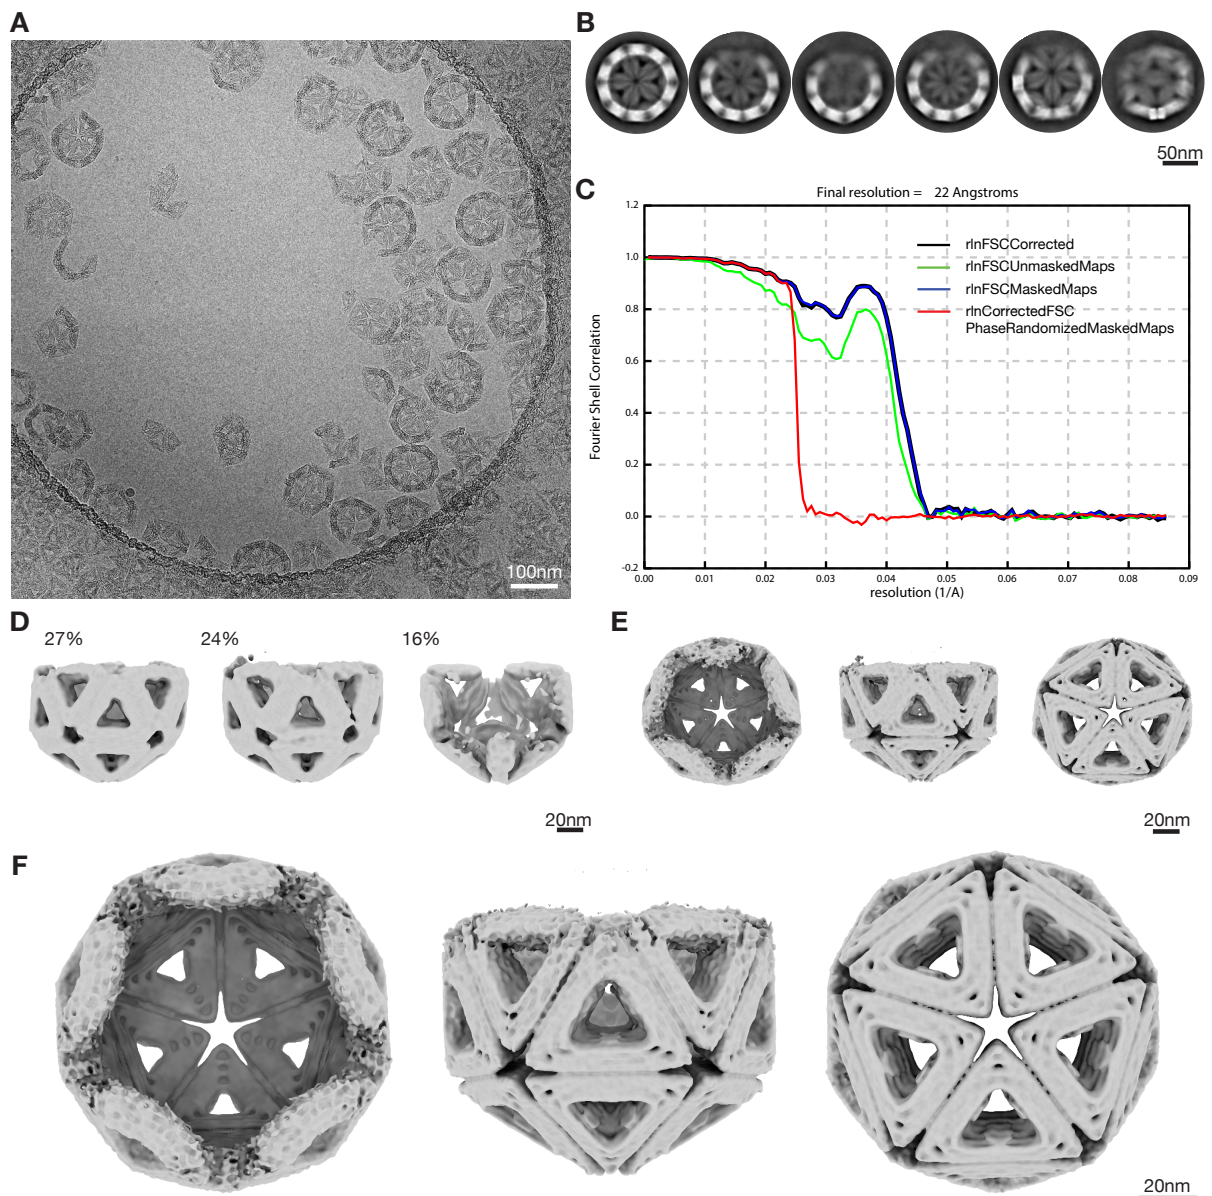 A
100nm
B
50nm
C
Final resolution = 22 Angstroms
1.2
1.0
0.8
0.6
0.4
0.2
0.0
-0.2
Fourier Shell Correlation
rlnFSCCorrected
rlnFSCUnmaskedMaps
rlnFSCMaskedMaps
rlnCorrectedFSC
PhaseRandomizedMaskedMaps
0.00 0.01 0.02 0.03 0.04 0.05 0.06 0.07 0.08 0.09
resolution (1/A)
D
27% 24% 16%
20nm
E
20nm
F
20nm